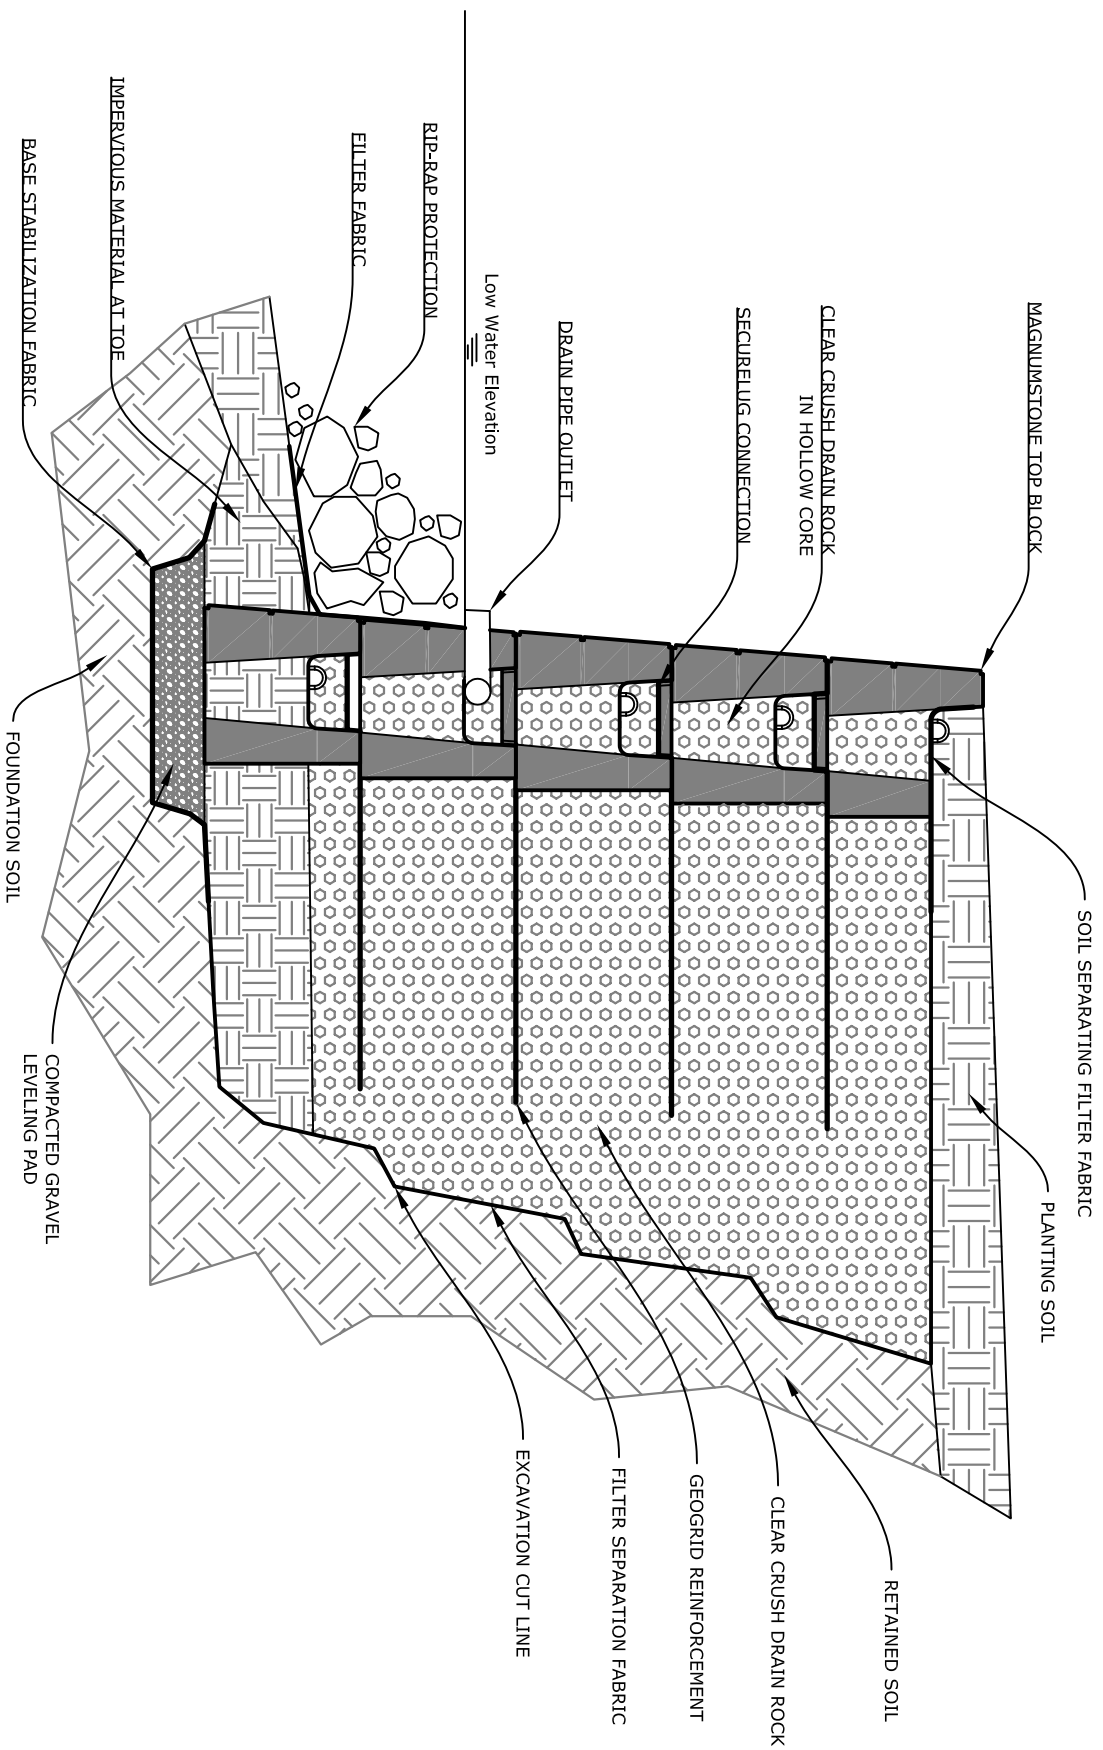 MAGNUMSTONE TOP BLOCK
CLEAR CRUSH DRAIN ROCK
IN HOLLOW CORE
SECURELUG CONNECTION
DRAIN PIPE OUTLET
Low Water Elevation
RIP-RAP PROTECTION
FILTER FABRIC
IMPERVIOUS MATERIAL AT TOE
BASE STABILIZATION FABRIC
SOIL SEPARATING FILTER FABRIC
PLANTING SOIL
RETAINED SOIL
CLEAR CRUSH DRAIN ROCK
GEOGRID REINFORCEMENT
FILTER SEPARATION FABRIC
EXCAVATION CUT LINE
COMPACTED GRAVEL
LEVELING PAD
FOUNDATION SOIL